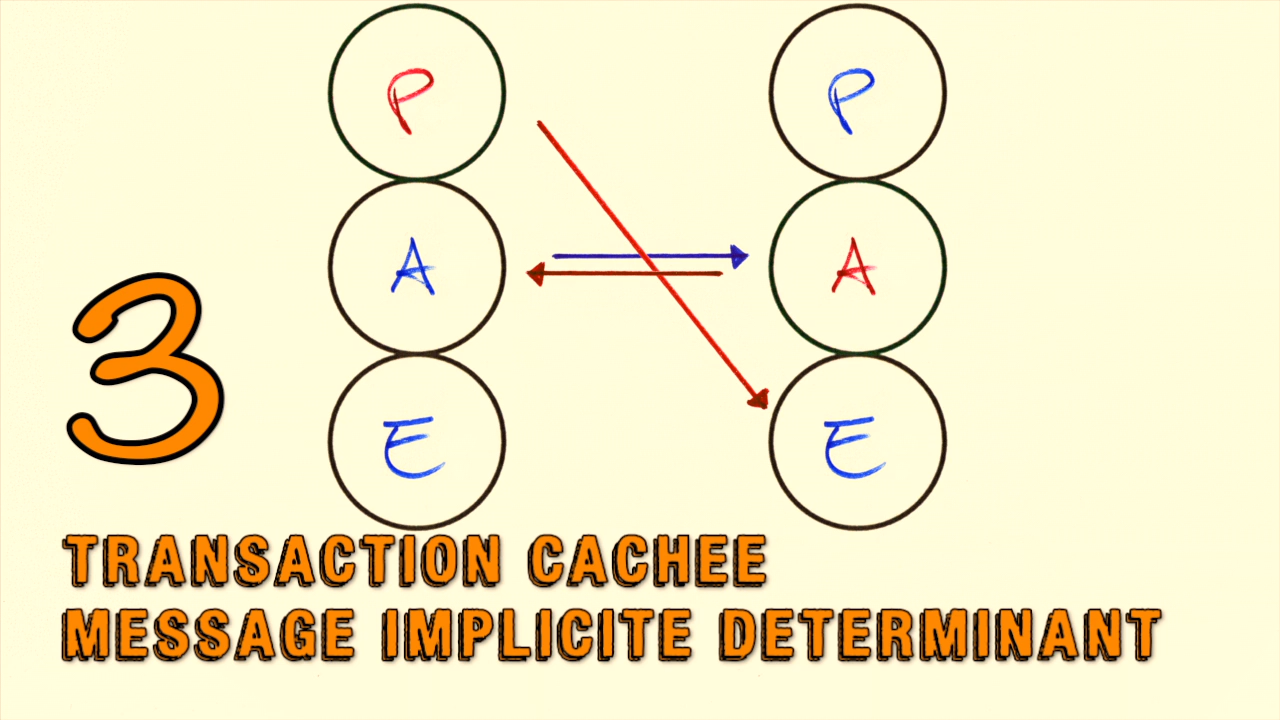 P P
A A
3
E E
TRANSACTION CACHEE
MESSAGE IMPLICITE DETERMINANT